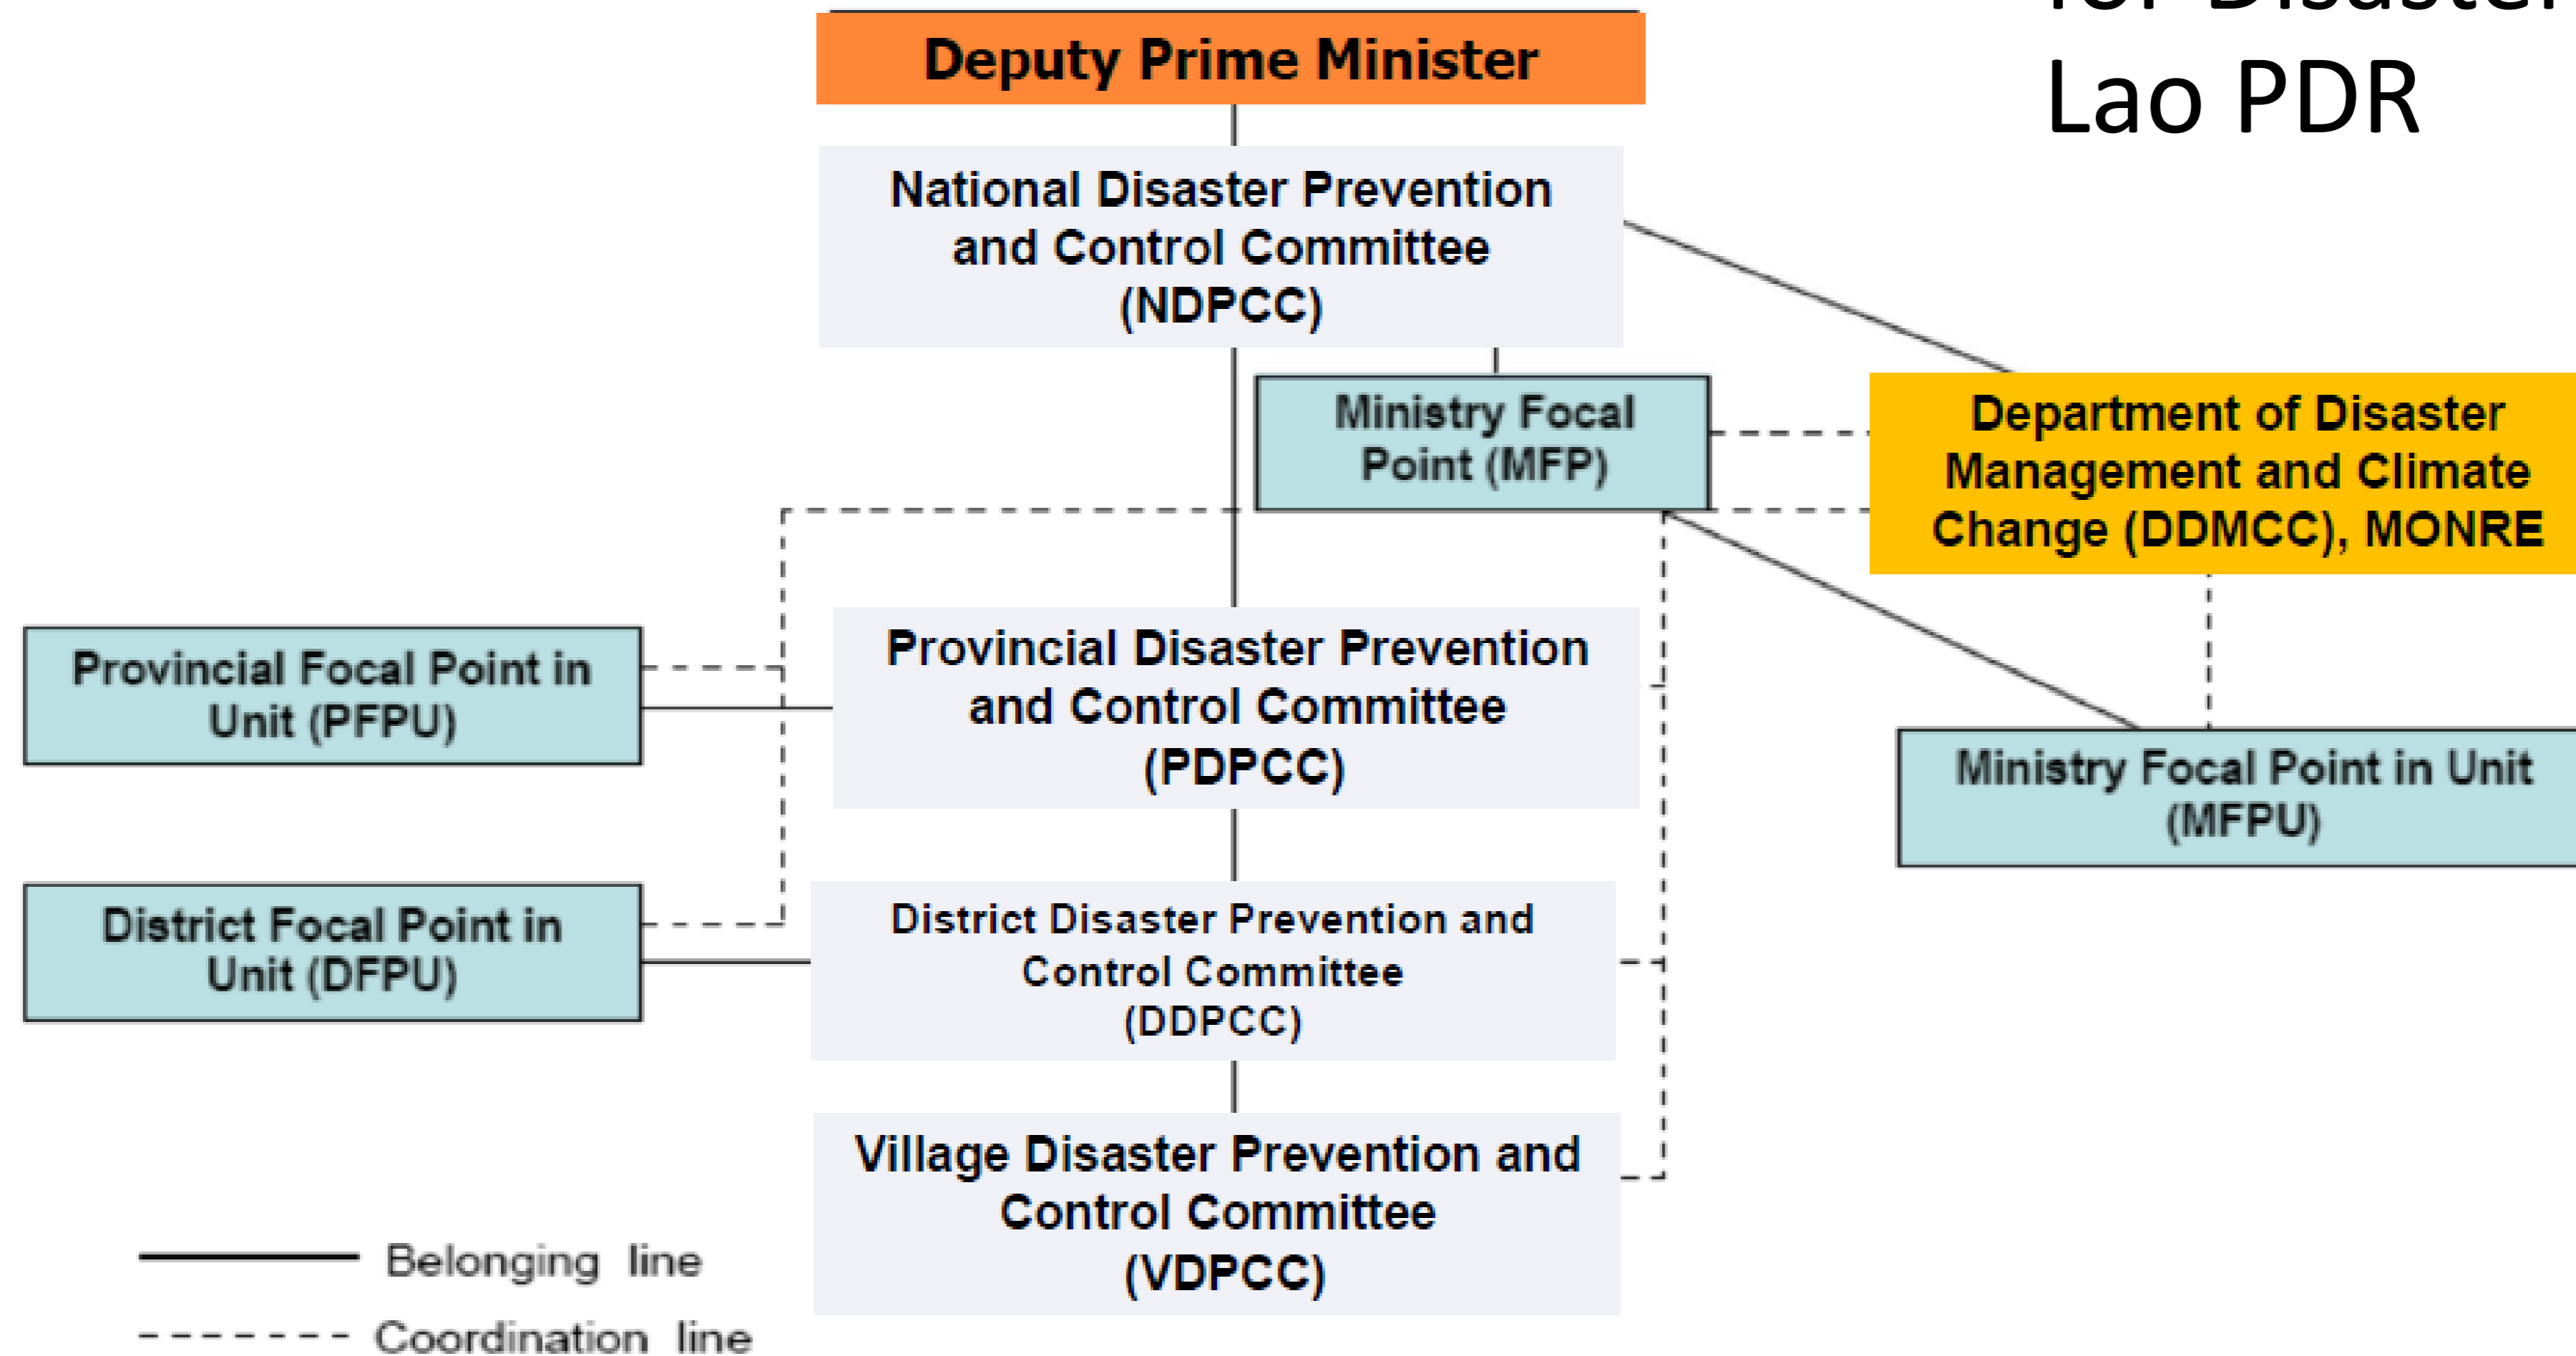 for Disaster
Lao PDR
Deputy Prime Minister
National Disaster Prevention
and Control Committee
(NDPCC)
Ministry Focal
Point (MFP)
Department of Disaster
Management and Climate
Change (DDMCC), MONRE
Provincial Focal Point in
Unit (PFPU)
Provincial Disaster Prevention
and Control Committee
(PDPCC)
Ministry Focal Point in Unit
(MFPU)
District Focal Point in
Unit (DFPU)
District Disaster Prevention and
Control Committee
(DDPCC)
Village Disaster Prevention and
Control Committee
(VDPCC)
Belonging line
Coordination line